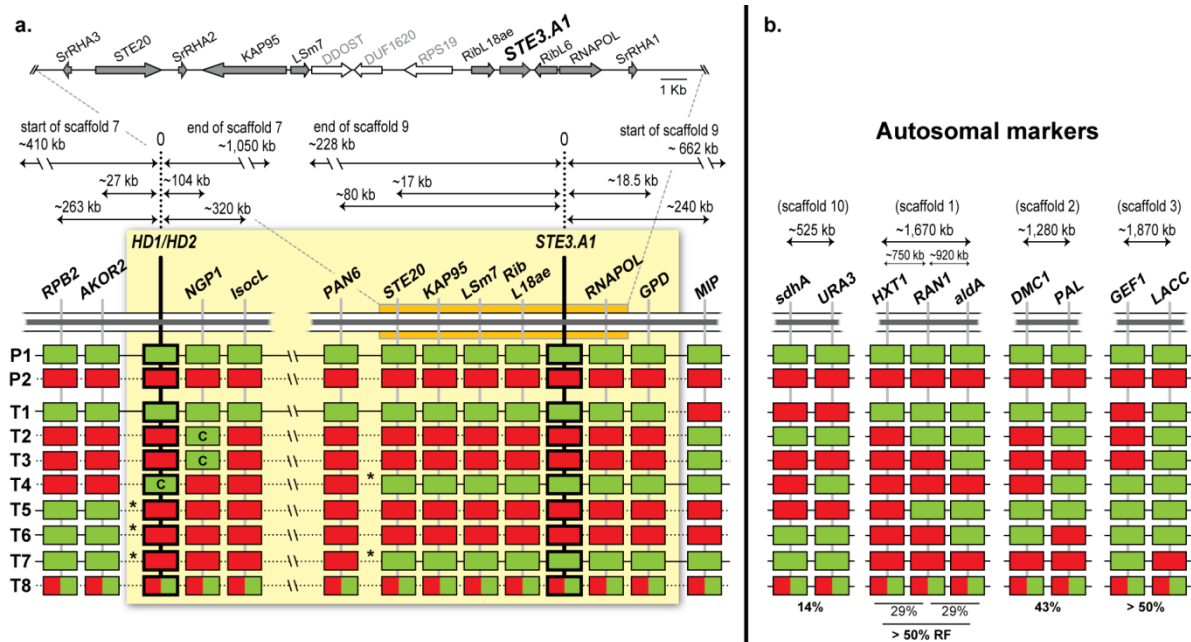 a.
SrRHA3 STE20 SrRHA2 KAP95 LSm7 DDOST DUF1620 RPS19 RibL18ae STE3.A1 RibL6 RNAPOL SrRHA1
1 Kb
start of scaffold 7 0 end of scaffold 7 end of scaffold 9 0 start of scaffold 9
~410 kb ~1,050 kb ~228 kb ~ 662 kb
~27 kb ~104 kb ~17 kb ~18.5 kb
~263 kb ~320 kb ~80 kb ~240 kb
HD1/HD2 STE3.A1
RPB2 AKOR2 NGP1 IsocL PAN6 STE20 KAP95 LSm7 Rib L18ae RNAPOL GPD MIP
P1
P2
T1
T2 C
T3 C
T4 C *
T5 *
T6 *
T7 * *
T8
b.
Autosomal markers
(scaffold 10) (scaffold 1) (scaffold 2) (scaffold 3)
~525 kb ~1,670 kb ~1,280 kb ~1,870 kb
~750 kb ~920 kb
sdhA URA3 HXT1 RAN1 aldA DMC1 PAL GEF1 LACC
14% 29% 29% 43% > 50%
> 50% RF